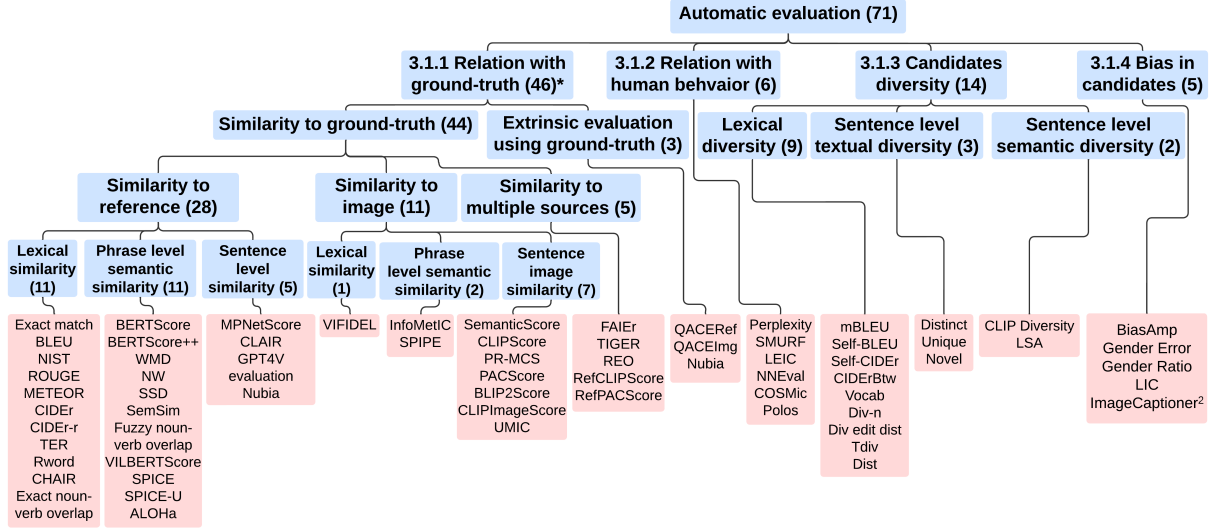 Automatic evaluation (71)
3.1.1 Relation with
ground-truth (46)*
3.1.2 Relation with
human behvaior (6)
3.1.3 Candidates
diversity (14)
3.1.4 Bias in
candidates (5)
Similarity to ground-truth (44)
Extrinsic evaluation
using ground-truth (3)
Lexical
diversity (9)
Sentence level
textual diversity (3)
Sentence level
semantic diversity (2)
Similarity to
reference (28)
Similarity to
image (11)
Similarity to
multiple sources (5)
Lexical
similarity
(11)
Phrase level
semantic
similarity (11)
Sentence
level
similarity (5)
Lexical
similarity
(1)
Phrase
level semantic
similarity (2)
Sentence
image
similarity (7)
Exact match
BLEU
NIST
ROUGE
METEOR
CIDEr
CIDEr-r
TER
Rword
CHAIR
Exact noun-
verb overlap
BERTScore
BERTScore++
WMD
NW
SSD
SemSim
Fuzzy noun-
verb overlap
VILBERTScore
SPICE
SPICE-U
ALOHa
MPNetScore
CLAIR
GPT4V
evaluation
Nubia
VIFIDEL
InfoMetIC
SPIPE
SemanticScore
CLIPScore
PR-MCS
PACScore
BLIP2Score
CLIPImageScore
UMIC
FAIEr
TIGER
REO
RefCLIPScore
RefPACScore
QACERef
QACEImg
Nubia
Perplexity
SMURF
LEIC
NNEval
COSMic
Polos
mBLEU
Self-BLEU
Self-CIDEr
CIDErBtw
Vocab
Div-n
Div edit dist
Tdiv
Dist
Distinct
Unique
Novel
CLIP Diversity
LSA
BiasAmp
Gender Error
Gender Ratio
LIC
ImageCaptioner²